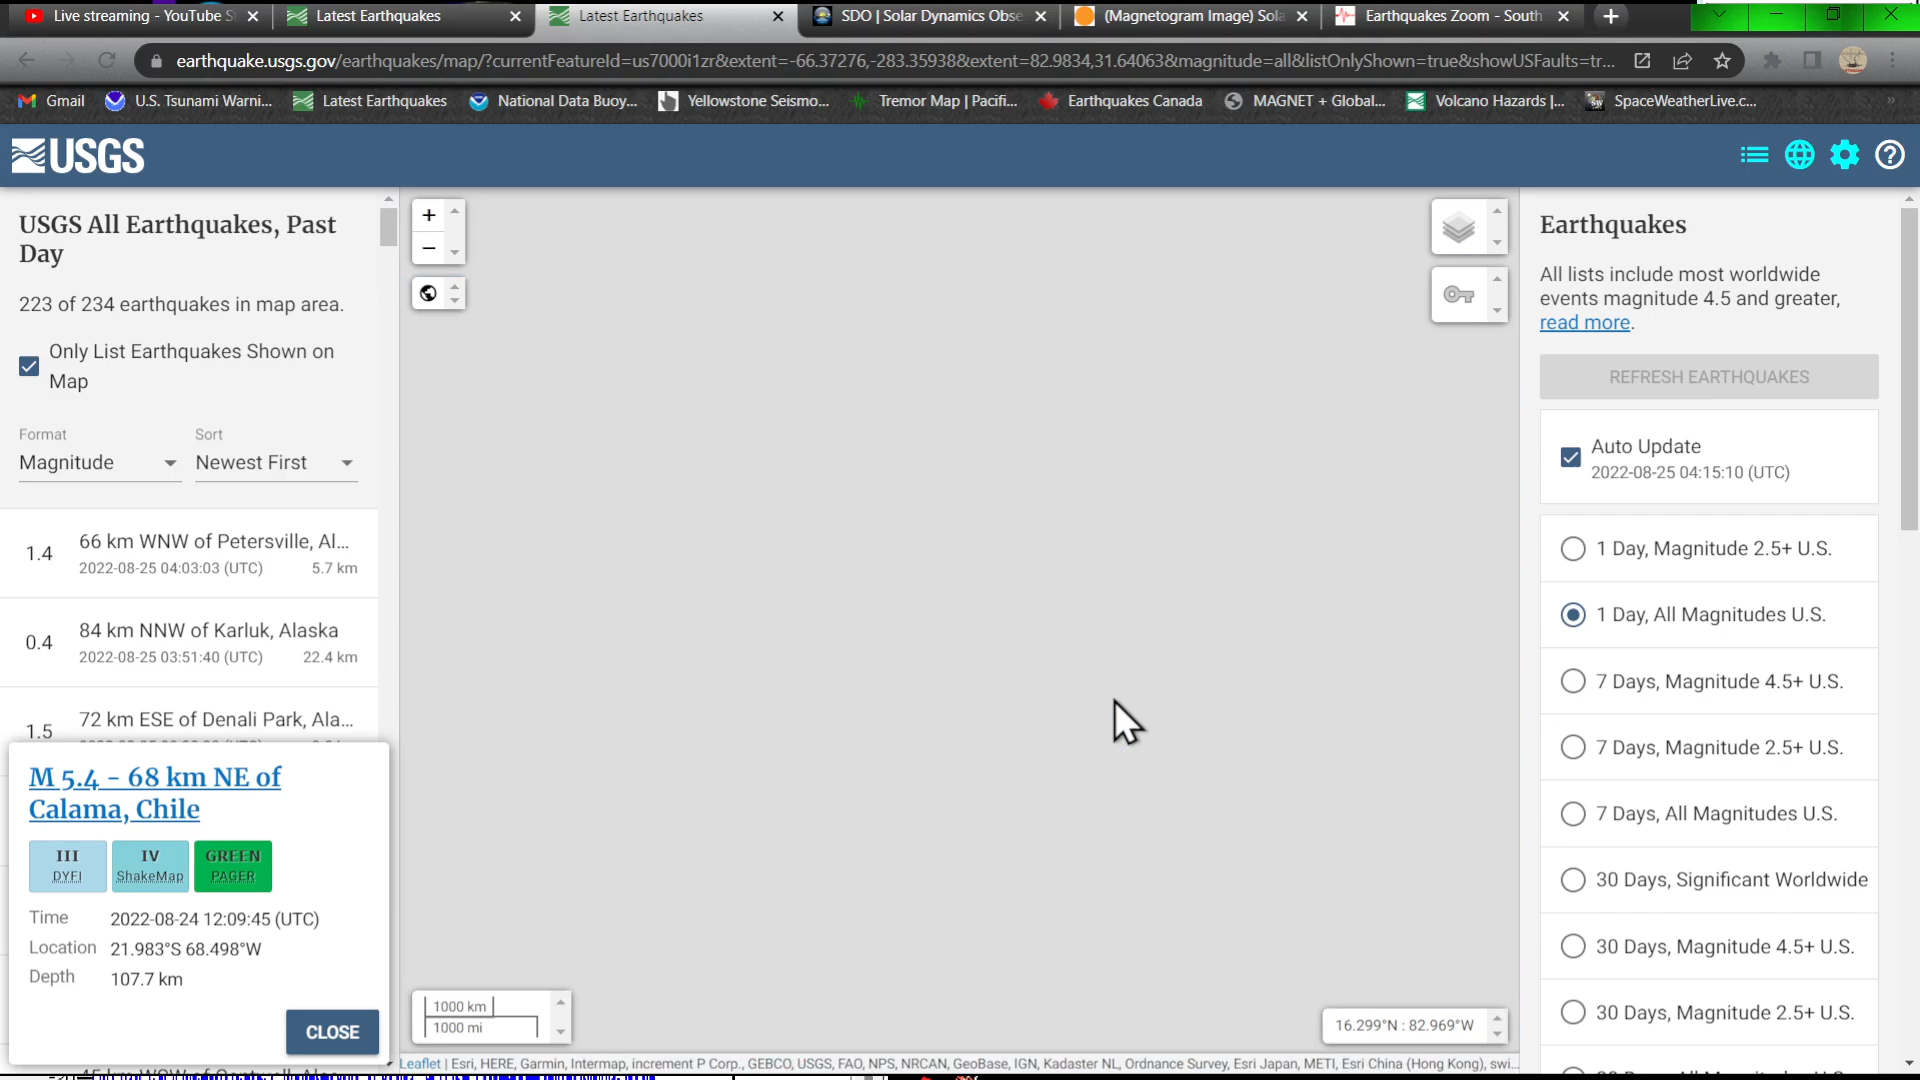 Live streaming - YouTube S
Latest Earthquakes
Latest Earthquakes
SDO | Solar Dynamics Obse
(Magnetogram Image) Sola
Earthquakes Zoom - South
earthquake.usgs.gov/earthquakes/map/?currentFeatureId=us7000i1zr&extent=-66.37276,-283.35938&extent=82.9834,31.64063&magnitude=all&listOnlyShown=true&showUSFaults=tr...
Gmail
U.S. Tsunami Warni...
Latest Earthquakes
National Data Buoy...
Yellowstone Seismo...
Tremor Map | Pacifi...
Earthquakes Canada
MAGNET + Global...
Volcano Hazards |...
SpaceWeatherLive.c...
USGS
USGS All Earthquakes, Past
Day
223 of 234 earthquakes in map area.
Only List Earthquakes Shown on
Map
Format
Sort
Magnitude
Newest First
1.4
66 km WNW of Petersville, Al...
2022-08-25 04:03:03 (UTC)
5.7 km
0.4
84 km NNW of Karluk, Alaska
2022-08-25 03:51:40 (UTC)
22.4 km
1.5
72 km ESE of Denali Park, Ala...
M 5.4 - 68 km NE of
Calama, Chile
III
DYFI
IV
ShakeMap
GREEN
PAGER
Time
2022-08-24 12:09:45 (UTC)
Location
21.983°S 68.498°W
Depth
107.7 km
CLOSE
+
−
1000 km
1000 mi
16.299°N : 82.969°W
Leaflet | Esri, HERE, Garmin, Intermap, increment P Corp., GEBCO, USGS, FAO, NPS, NRCAN, GeoBase, IGN, Kadaster NL, Ordnance Survey, Esri Japan, METI, Esri China (Hong Kong), swi...
Earthquakes
All lists include most worldwide
events magnitude 4.5 and greater,
read more.
REFRESH EARTHQUAKES
Auto Update
2022-08-25 04:15:10 (UTC)
1 Day, Magnitude 2.5+ U.S.
1 Day, All Magnitudes U.S.
7 Days, Magnitude 4.5+ U.S.
7 Days, Magnitude 2.5+ U.S.
7 Days, All Magnitudes U.S.
30 Days, Significant Worldwide
30 Days, Magnitude 4.5+ U.S.
30 Days, Magnitude 2.5+ U.S.